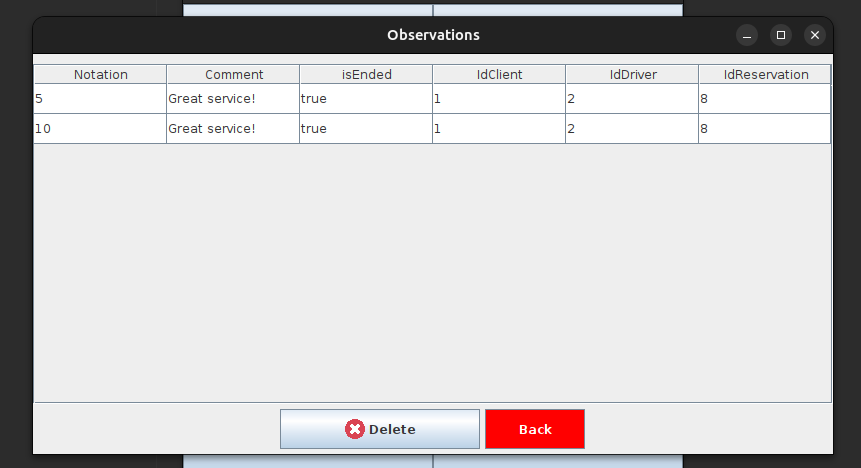 Observations
Notation Comment isEnded IdClient IdDriver IdReservation
5 Great service! true 1 2 8
10 Great service! true 1 2 8
Delete Back